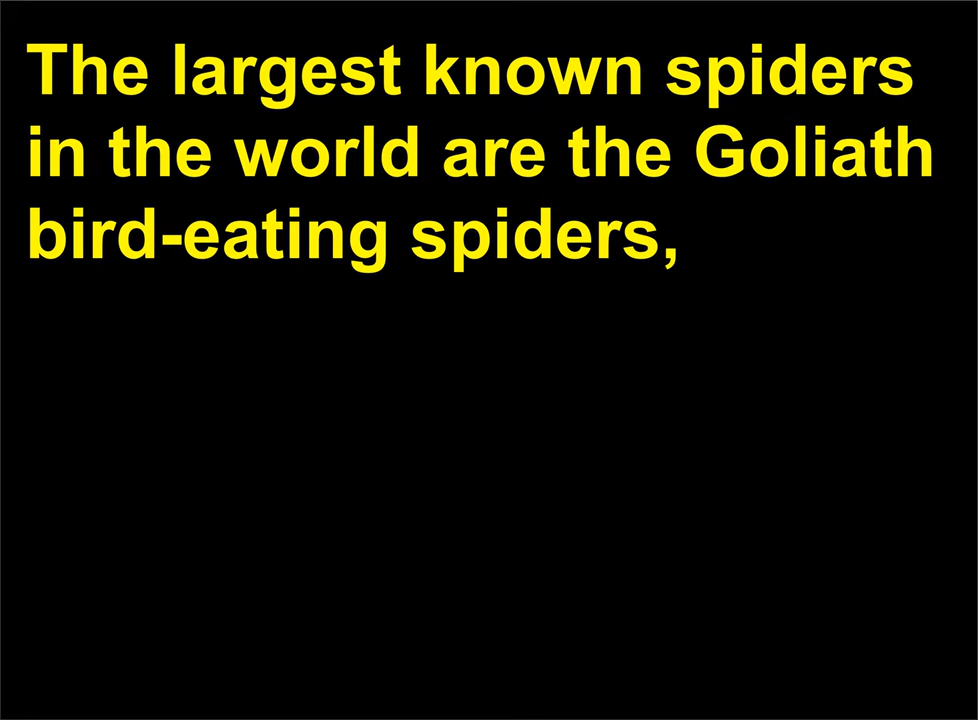 The largest known spiders
in the world are the Goliath
bird-eating spiders,